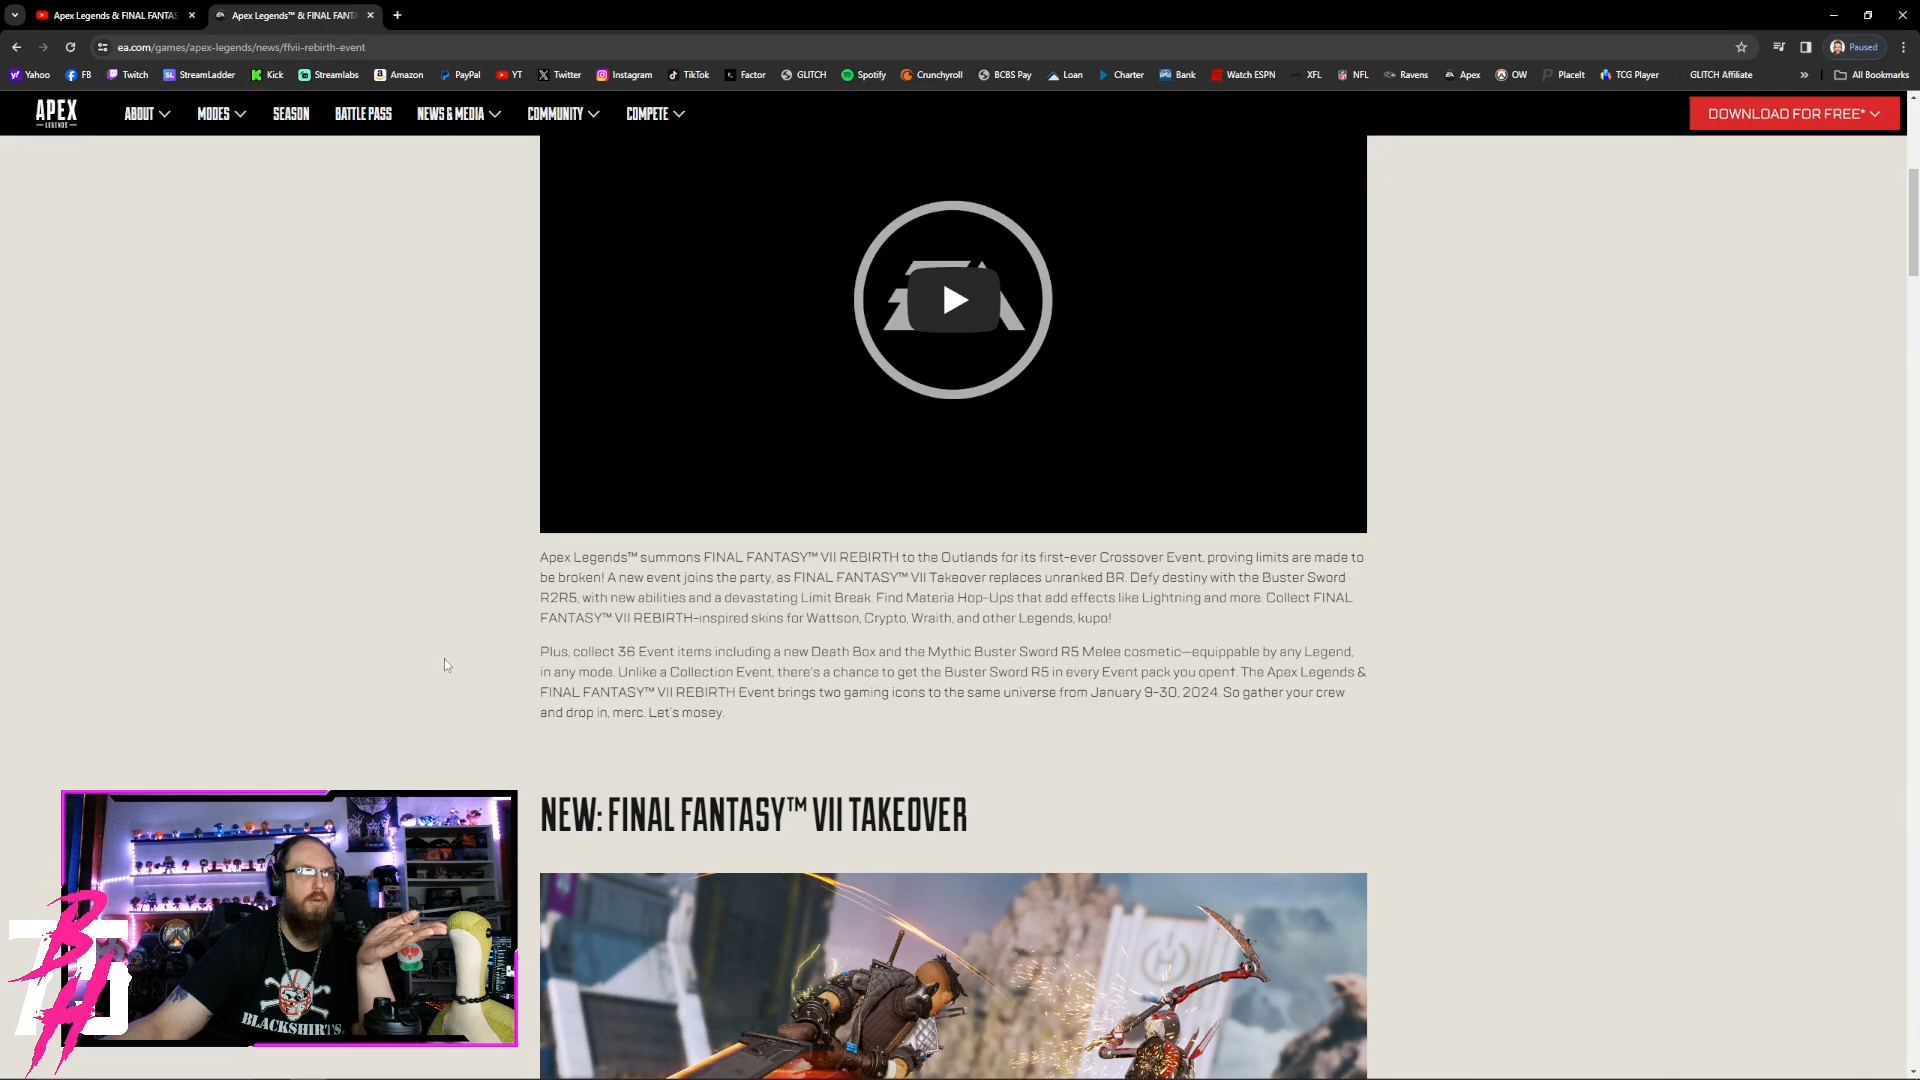 Apex Legends & FINAL FANTAS
Apex Legends™ & FINAL FANT
ea.com/games/apex-legends/news/ffvii-rebirth-event
Paused
Yahoo
FB
Twitch
StreamLadder
Kick
Streamlabs
Amazon
PayPal
YT
Twitter
Instagram
TikTok
Factor
GLITCH
Spotify
Crunchyroll
BCBS Pay
Loan
Charter
Bank
Watch ESPN
XFL
NFL
Ravens
Apex
OW
PlaceIt
TCG Player
GLITCH Affiliate
All Bookmarks
APEX
LEGENDS
ABOUT
MODES
SEASON
BATTLE PASS
NEWS & MEDIA
COMMUNITY
COMPETE
DOWNLOAD FOR FREE*
EA
Apex Legends™ summons FINAL FANTASY™ VII REBIRTH to the Outlands for its first-ever Crossover Event, proving limits are made to
be broken! A new event joins the party, as FINAL FANTASY™ VII Takeover replaces unranked BR. Defy destiny with the Buster Sword
R2R5, with new abilities and a devastating Limit Break. Find Materia Hop-Ups that add effects like Lightning and more. Collect FINAL
FANTASY™ VII REBIRTH-inspired skins for Wattson, Crypto, Wraith, and other Legends, kupo!
Plus, collect 36 Event items including a new Death Box and the Mythic Buster Sword R5 Melee cosmetic—equippable by any Legend,
in any mode. Unlike a Collection Event, there's a chance to get the Buster Sword R5 in every Event pack you open†. The Apex Legends &
FINAL FANTASY™ VII REBIRTH Event brings two gaming icons to the same universe from January 9-30, 2024. So gather your crew
and drop in, merc. Let's mosey.
NEW: FINAL FANTASY™ VII TAKEOVER
BLACKSHIRTS
BH
75